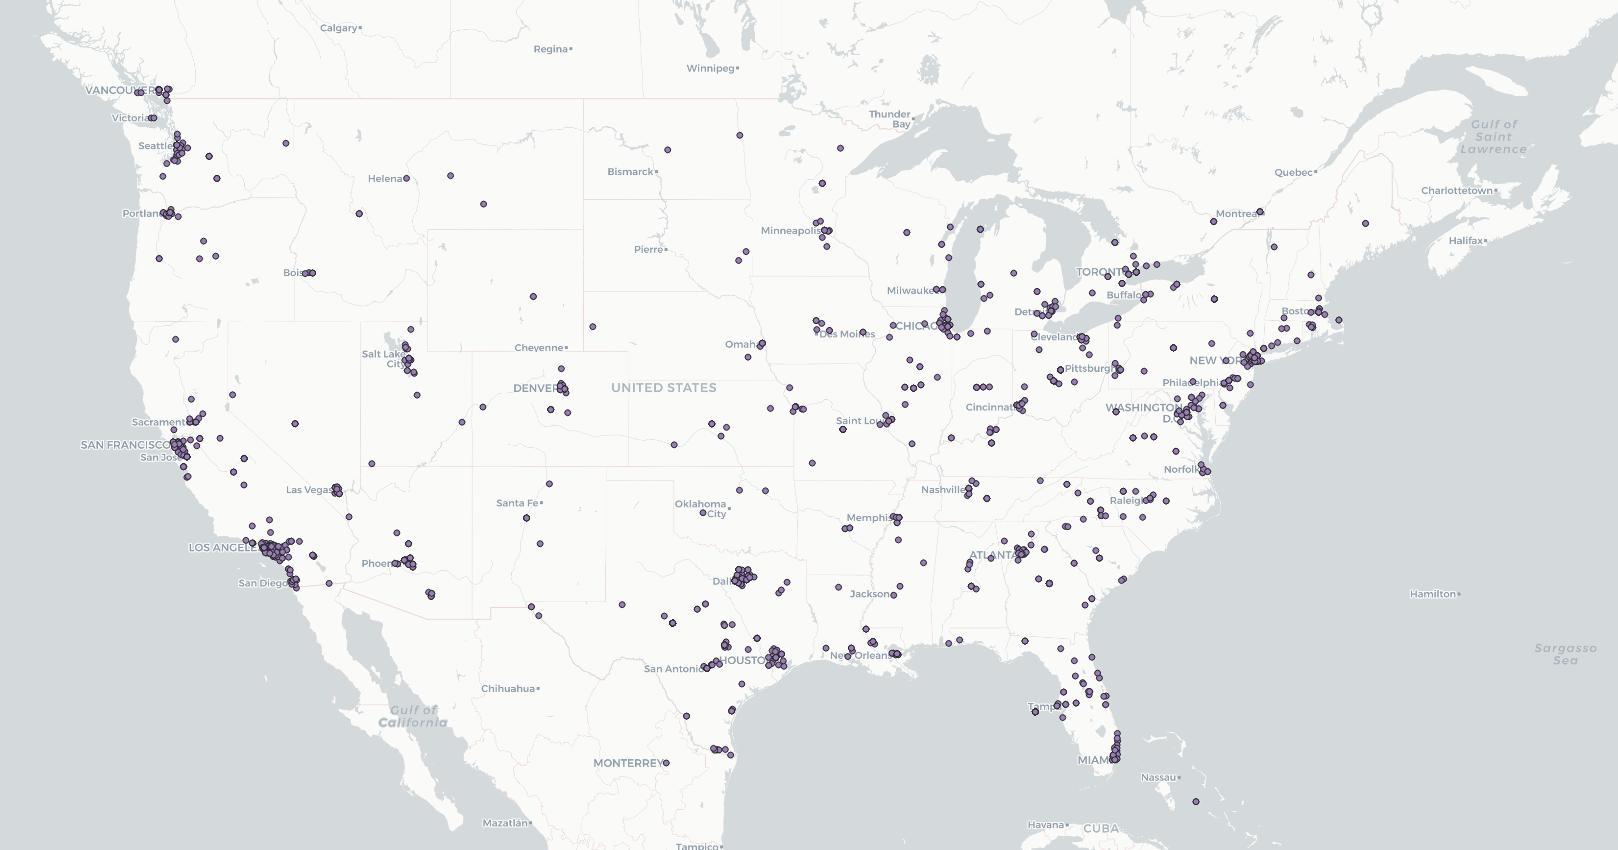 Calgary
Regina
Winnipeg
VANCOUVER
Victoria
Thunder
Bay
Gulf of
Saint
Lawrence
Seattle
Helena
Bismarck
Quebec
Charlottetown
Portland
Minneapolis
Montreal
Halifax
Pierre
Bois
TORONTO
Milwaukee
Buffalo
Detr
Boston
CHICAGO
Des Moines
Cleveland
Omaha
Salt Lake
City
Cheyenne
NEW YOR
Pittsburgh
DENVER
UNITED STATES
Philadelphia
Cincinnati
WASHINGTON
D.C.
Sacramento
Saint Louis
SAN FRANCISCO
San Jose
Norfolk
Las Vegas
Nashville
Santa Fe
Oklahoma
City
Raleigh
Memphis
LOS ANGELES
ATLANTA
Phoenix
San Diego
Dallas
Jackson
Hamilton
San Antonio
HOUSTON
New Orleans
Sargasso
Sea
Chihuahua
Gulf of
California
Tampa
MONTERREY
MIAMI
Nassau
Mazatlán
Havana
CUBA
Tampico